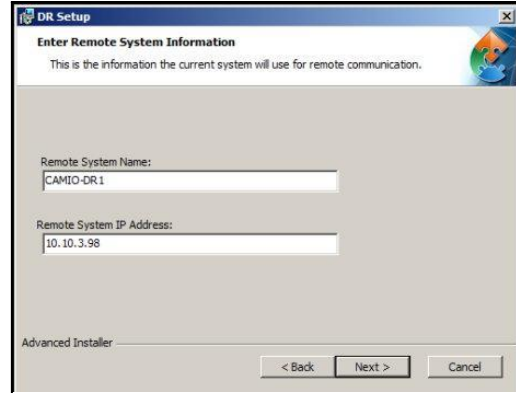 DR Setup
Enter Remote System Information
This is the information the current system will use for remote communication.
Remote System Name:
CAMIO-DR1
Remote System IP Address:
10.10.3.98
Advanced Installer
< Back Next > Cancel